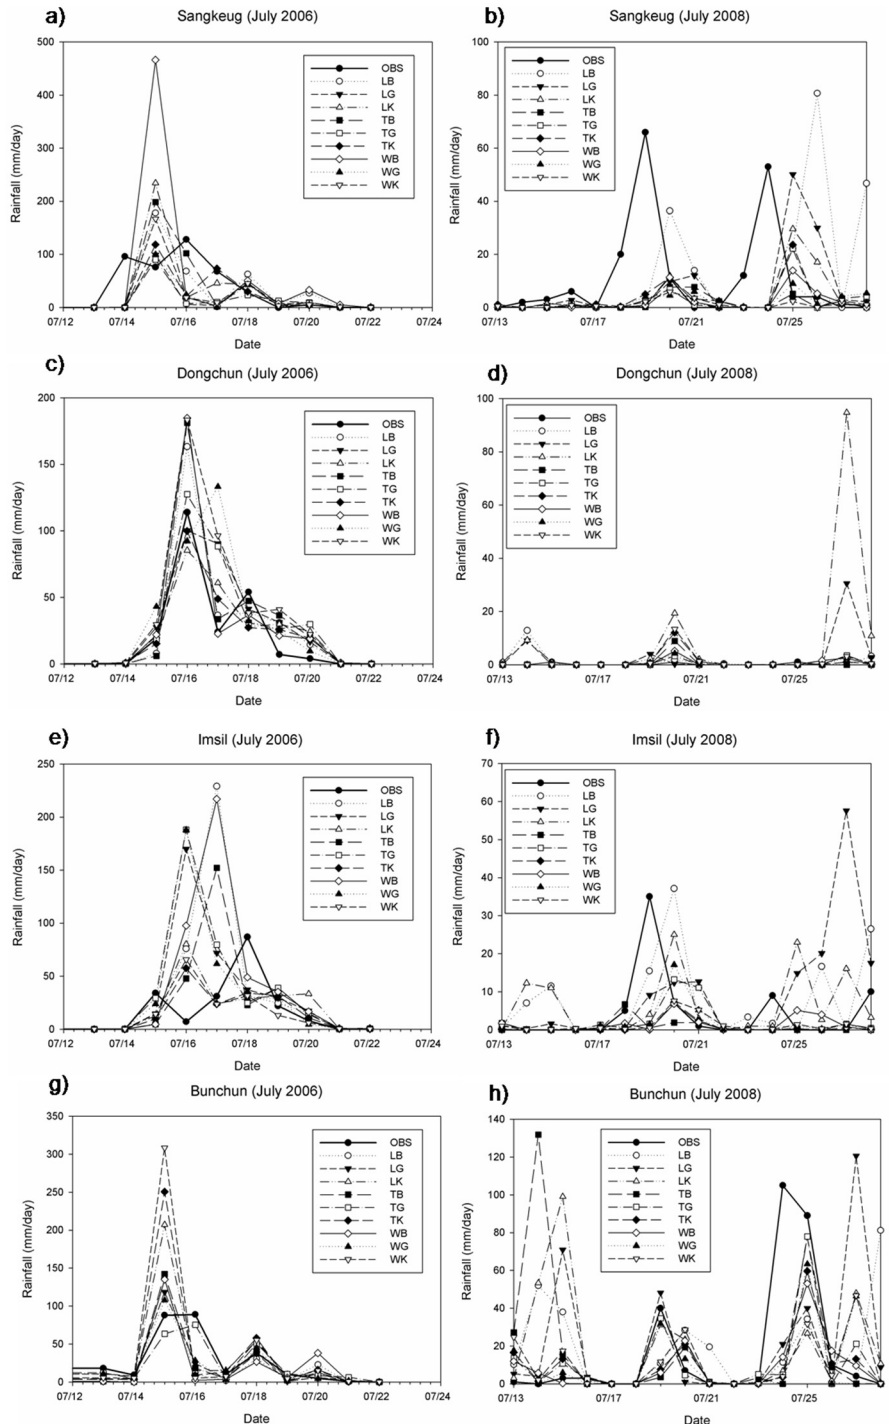 a) Sangkeug (July 2006)
500
400
300
200
100
0
Rainfall (mm/day)
OBS
LB
LG
LK
TB
TG
TK
WB
WG
WK
07/12 07/14 07/16 07/18 07/20 07/22 07/24
Date
b) Sangkeug (July 2008)
100
80
60
40
20
0
Rainfall (mm/day)
OBS
LB
LG
LK
TB
TG
TK
WB
WG
WK
07/13 07/17 07/21 07/25
Date
c) Dongchun (July 2006)
200
150
100
50
0
Rainfall (mm/day)
OBS
LB
LG
LK
TB
TG
TK
WB
WG
WK
07/12 07/14 07/16 07/18 07/20 07/22 07/24
Date
d) Dongchun (July 2008)
100
80
60
40
20
0
Rainfall (mm/day)
OBS
LB
LG
LK
TB
TG
TK
WB
WG
WK
07/13 07/17 07/21 07/25
Date
e) Imsil (July 2006)
250
200
150
100
50
0
Rainfall (mm/day)
OBS
LB
LG
LK
TB
TG
TK
WB
WG
WK
07/12 07/14 07/16 07/18 07/20 07/22 07/24
Date
f) Imsil (July 2008)
70
60
50
40
30
20
10
0
Rainfall (mm/day)
OBS
LB
LG
LK
TB
TG
TK
WB
WG
WK
07/13 07/17 07/21 07/25
Date
g) Bunchun (July 2006)
350
300
250
200
150
100
50
0
Rainfall (mm/day)
OBS
LB
LG
LK
TB
TG
TK
WB
WG
WK
07/12 07/14 07/16 07/18 07/20 07/22 07/24
Date
h) Bunchun (July 2008)
140
120
100
80
60
40
20
0
Rainfall (mm/day)
OBS
LB
LG
LK
TB
TG
TK
WB
WG
WK
07/13 07/17 07/21 07/25
Date